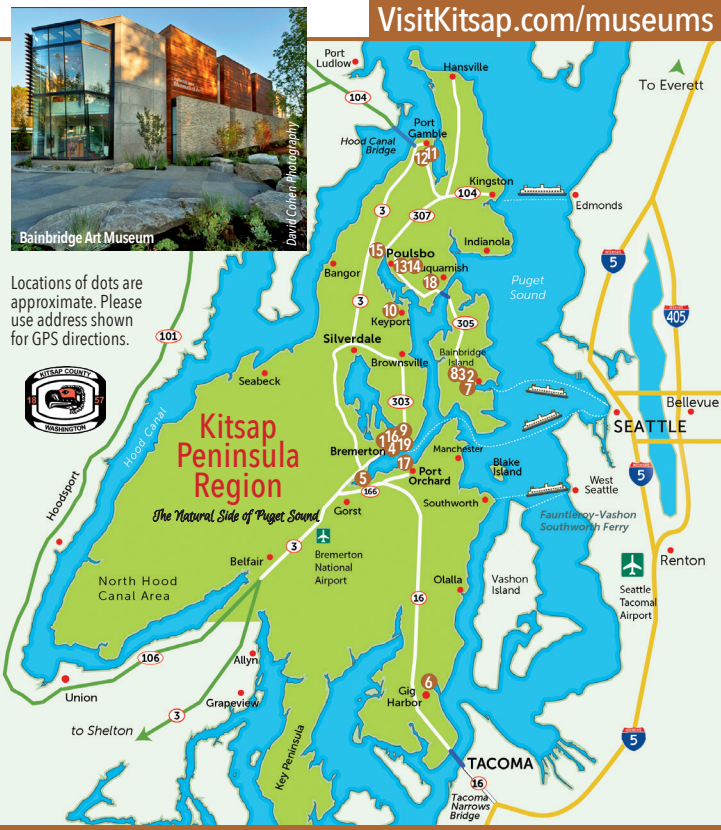 VisitKitsap.com/museums
Bainbridge Art Museum
David Cohen Photography
Locations of dots are
approximate. Please
use address shown
for GPS directions.
KITSAP COUNTY
18 57
WASHINGTON
Kitsap
Peninsula
Region
The Natural Side of Puget Sound
Port
Ludlow
104
Hansville
To Everett
Port
Gamble
Hood Canal
Bridge
11
12
Kingston
104
Edmonds
3
307
Indianola
15
Poulsbo
13
14
uquamish
18
Bangor
Puget
Sound
5
405
3
10
Keyport
305
101
Silverdale
Brownsville
Bainbridge
Island
8
3
2
7
Seabeck
303
Bellevue
SEATTLE
Hood Canal
9
1
16
4
19
Bremerton
17
Port
Orchard
Manchester
Blake
Island
5
5
166
West
Seattle
Hoodsport
Gorst
Southworth
Fauntleroy-Vashon
Southworth Ferry
3
Bremerton
National
Airport
Belfair
Renton
Seattle
Tacomal
Airport
North Hood
Canal Area
Olalla
Vashon
Island
16
106
Allyn
Union
Grapeview
6
Gig
Harbor
3
to Shelton
Key Peninsula
5
TACOMA
16
Tacoma
Narrows
Bridge